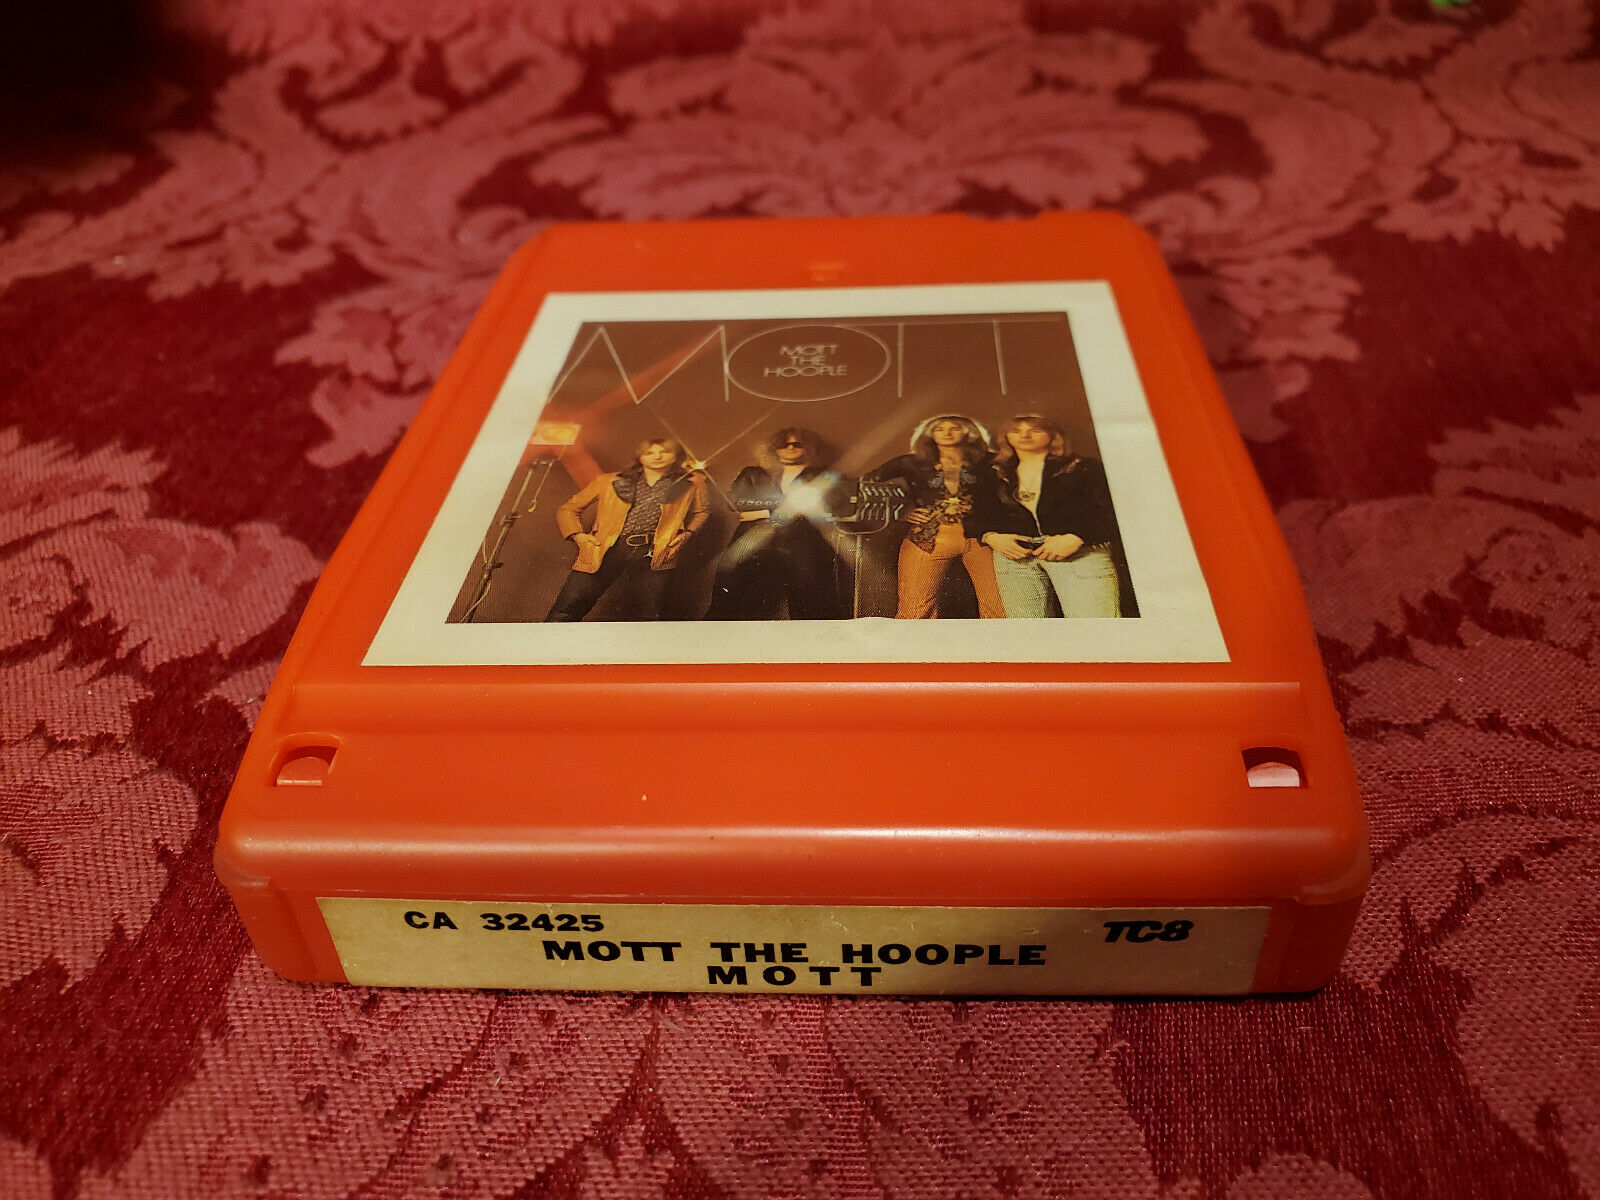 MOTT
MOTT
THE
HOOPLE
CA 32425
TC8
MOTT THE HOOPLE
MOTT